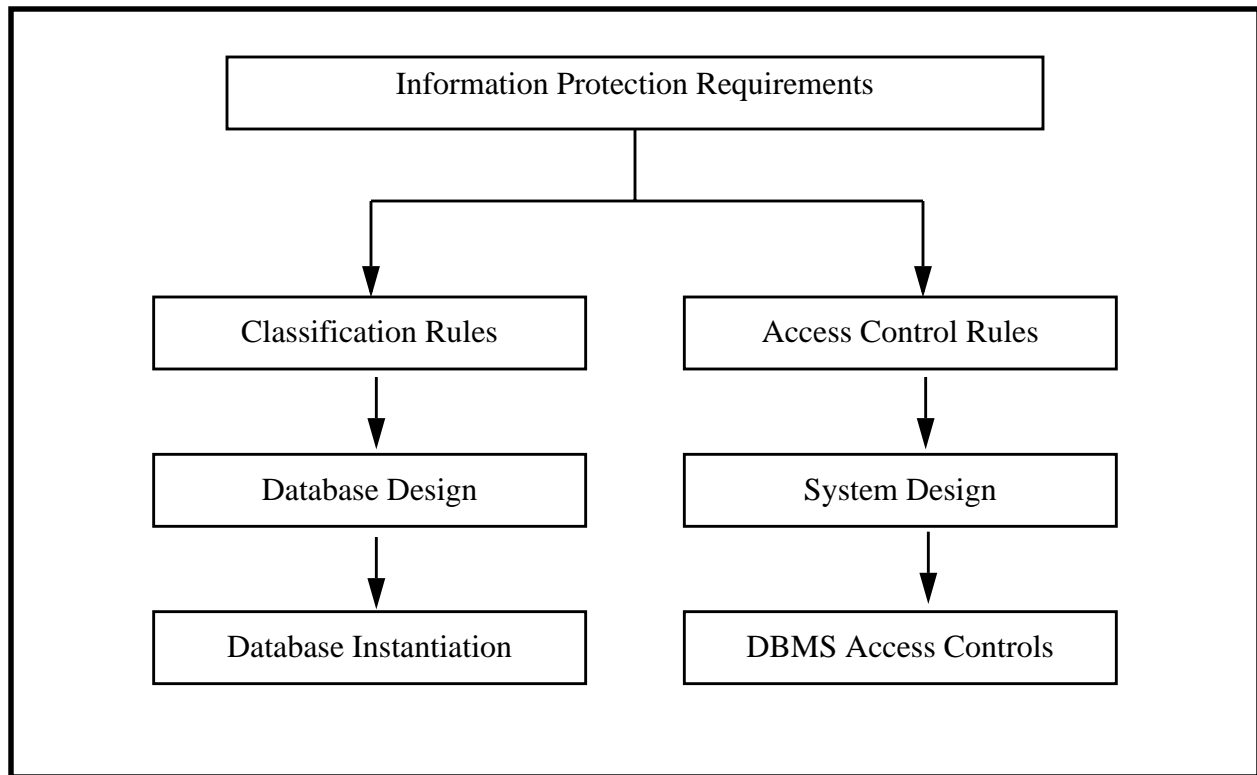 Information Protection Requirements
Classification Rules
Access Control Rules
Database Design
System Design
Database Instantiation
DBMS Access Controls